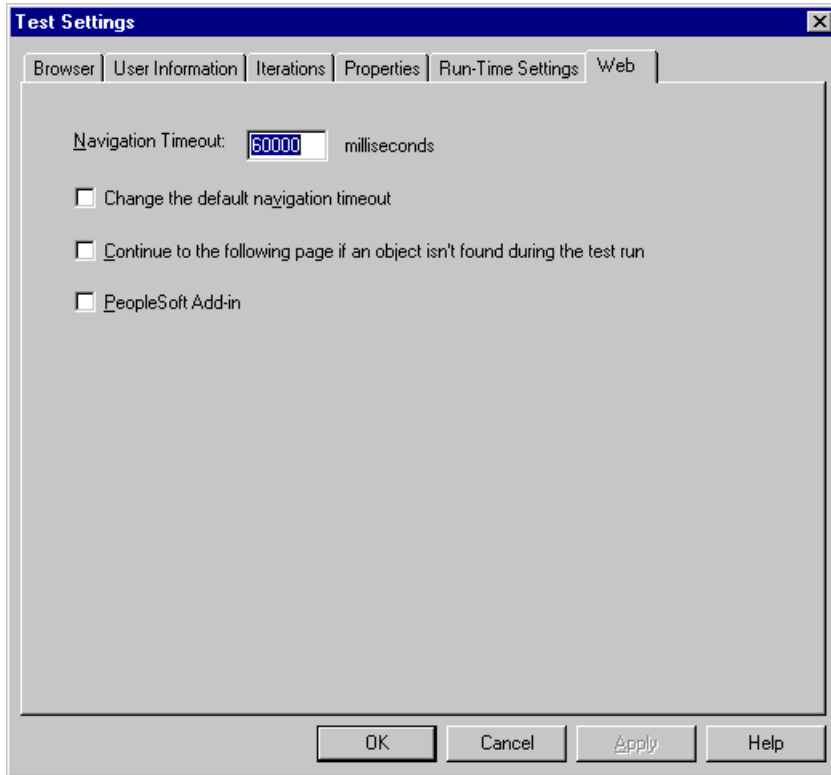 Test Settings
Browser User Information Iterations Properties Run-Time Settings Web
Navigation Timeout: 60000 milliseconds
Change the default navigation timeout
Continue to the following page if an object isn't found during the test run
PeopleSoft Add-in
OK Cancel Apply Help